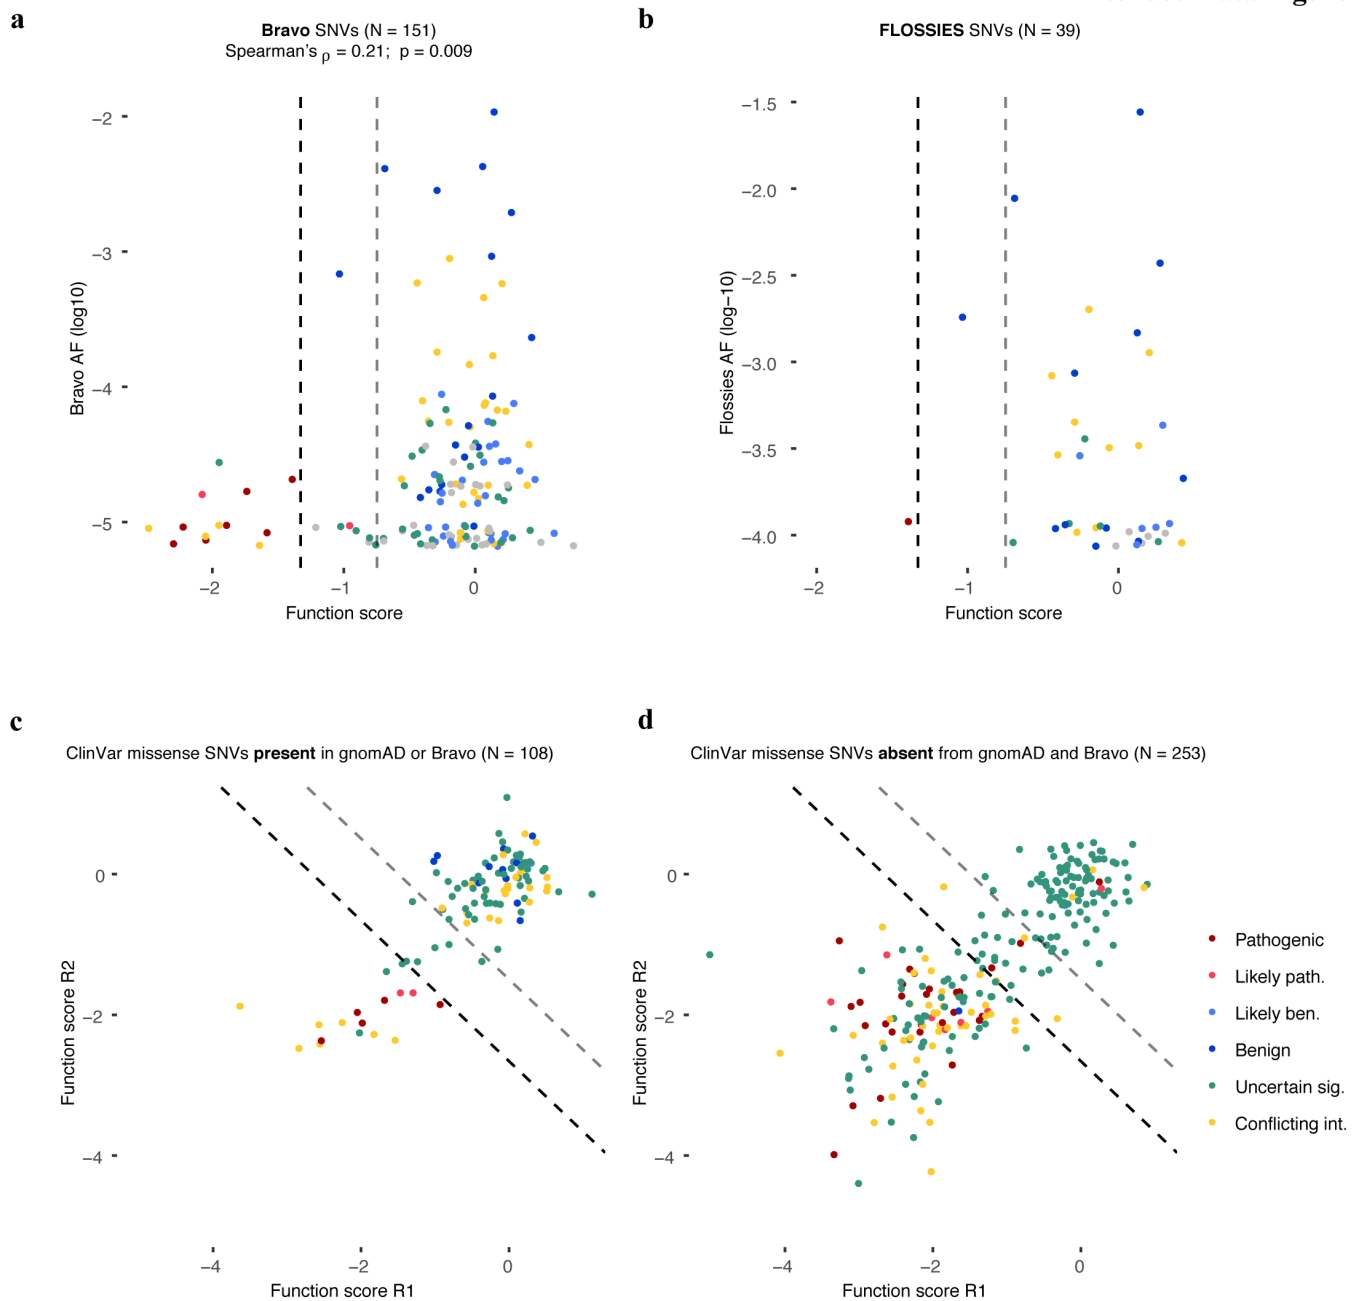 a
Bravo SNVs (N = 151)
Spearman's ρ = 0.21; p = 0.009
Bravo AF (log10)
−2
−3
−4
−5
−2
−1
0
Function score
b
FLOSSIES SNVs (N = 39)
Flossies AF (log−10)
−1.5
−2.0
−2.5
−3.0
−3.5
−4.0
−2
−1
0
Function score
c
ClinVar missense SNVs present in gnomAD or Bravo (N = 108)
Function score R2
0
−2
−4
−4
−2
0
Function score R1
d
ClinVar missense SNVs absent from gnomAD and Bravo (N = 253)
Function score R2
0
−2
−4
−4
−2
0
Function score R1
Pathogenic
Likely path.
Likely ben.
Benign
Uncertain sig.
Conflicting int.